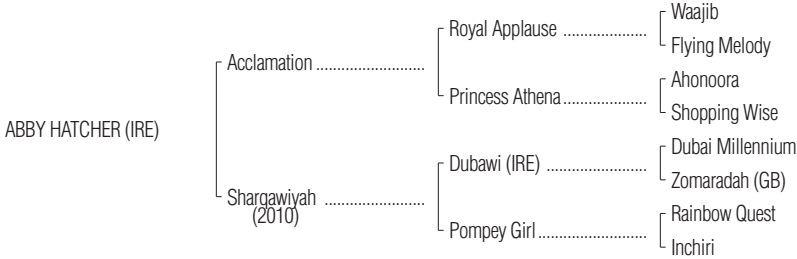 Waajib
Royal Applause
Flying Melody
Acclamation
Ahonoora
Princess Athena
Shopping Wise
ABBY HATCHER (IRE)
Dubai Millennium
Dubawi (IRE)
Zomaradah (GB)
Sharqawiyah
(2010)
Rainbow Quest
Pompey Girl
Inchiri